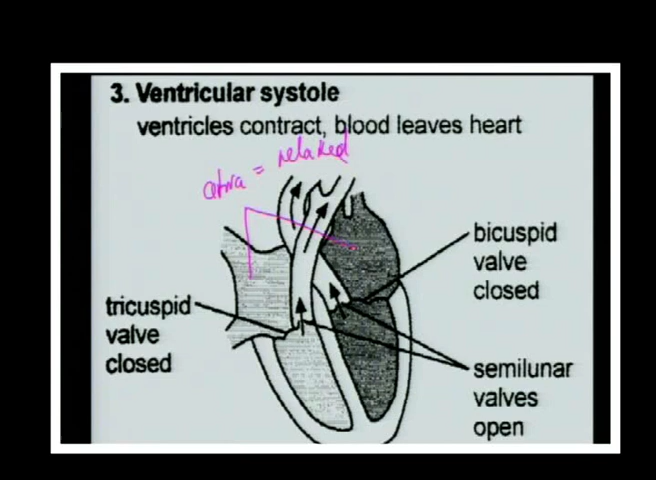 3. Ventricular systole
ventricles contract, blood leaves heart
atria = relaxed
bicuspid
valve
closed
tricuspid
valve
closed
semilunar
valves
open